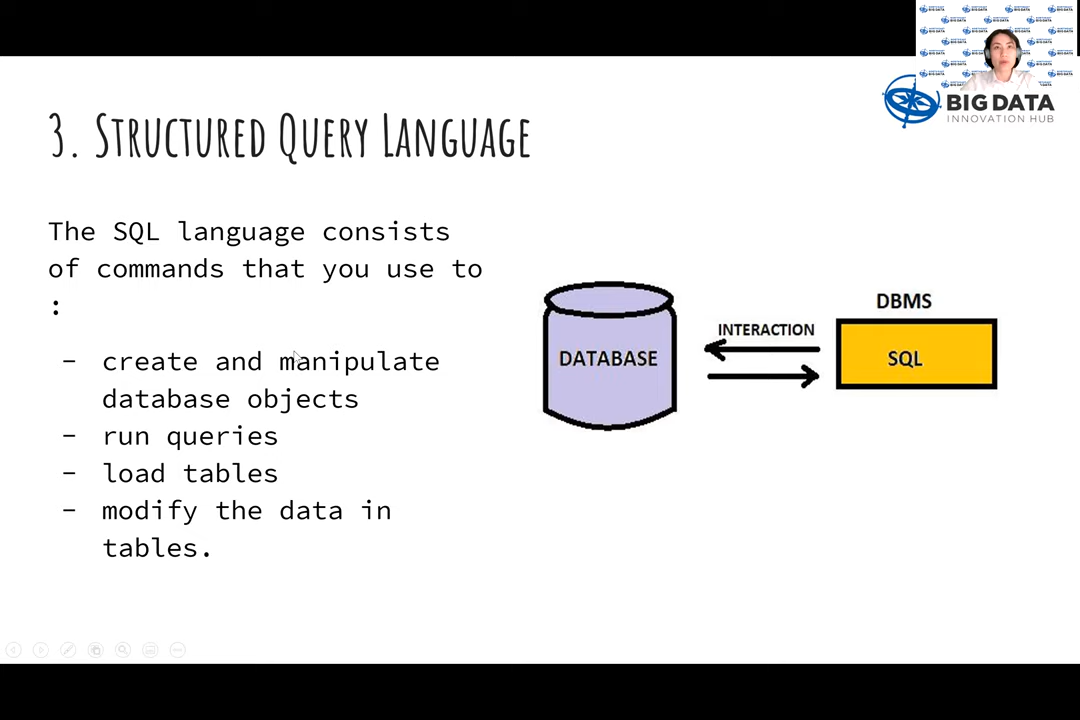 3. STRUCTURED QUERY LANGUAGE
BIG DATA
INNOVATION HUB
The SQL language consists
of commands that you use to
:
- create and manipulate
database objects
- run queries
- load tables
- modify the data in
tables.
DATABASE
INTERACTION
DBMS
SQL